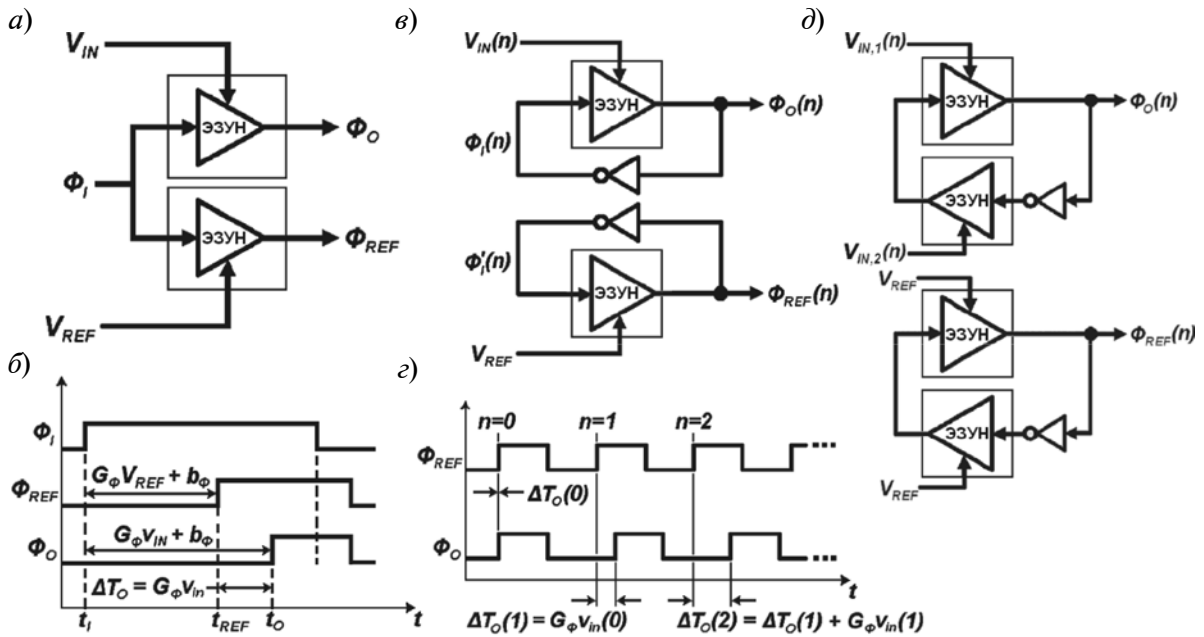 а)
V_IN
ЭЗУН
Φ_O
Φ_I
ЭЗУН
Φ_REF
V_REF
б)
Φ_I
G_Φ V_REF + b_Φ
Φ_REF
G_Φ v_IN + b_Φ
Φ_O
ΔT_O = G_Φ v_in
t_I t_REF t_O t
в)
V_IN(n)
ЭЗУН
Φ_O(n)
Φ_I(n)
Φ'_I(n)
ЭЗУН
Φ_REF(n)
V_REF
г)
n=0 n=1 n=2
Φ_REF
ΔT_O(0)
Φ_O
t
ΔT_O(1) = G_Φ v_in(0) ΔT_O(2) = ΔT_O(1) + G_Φ v_in(1)
д)
V_IN,1(n)
ЭЗУН
Φ_O(n)
ЭЗУН
V_IN,2(n)
V_REF
ЭЗУН
Φ_REF(n)
ЭЗУН
V_REF